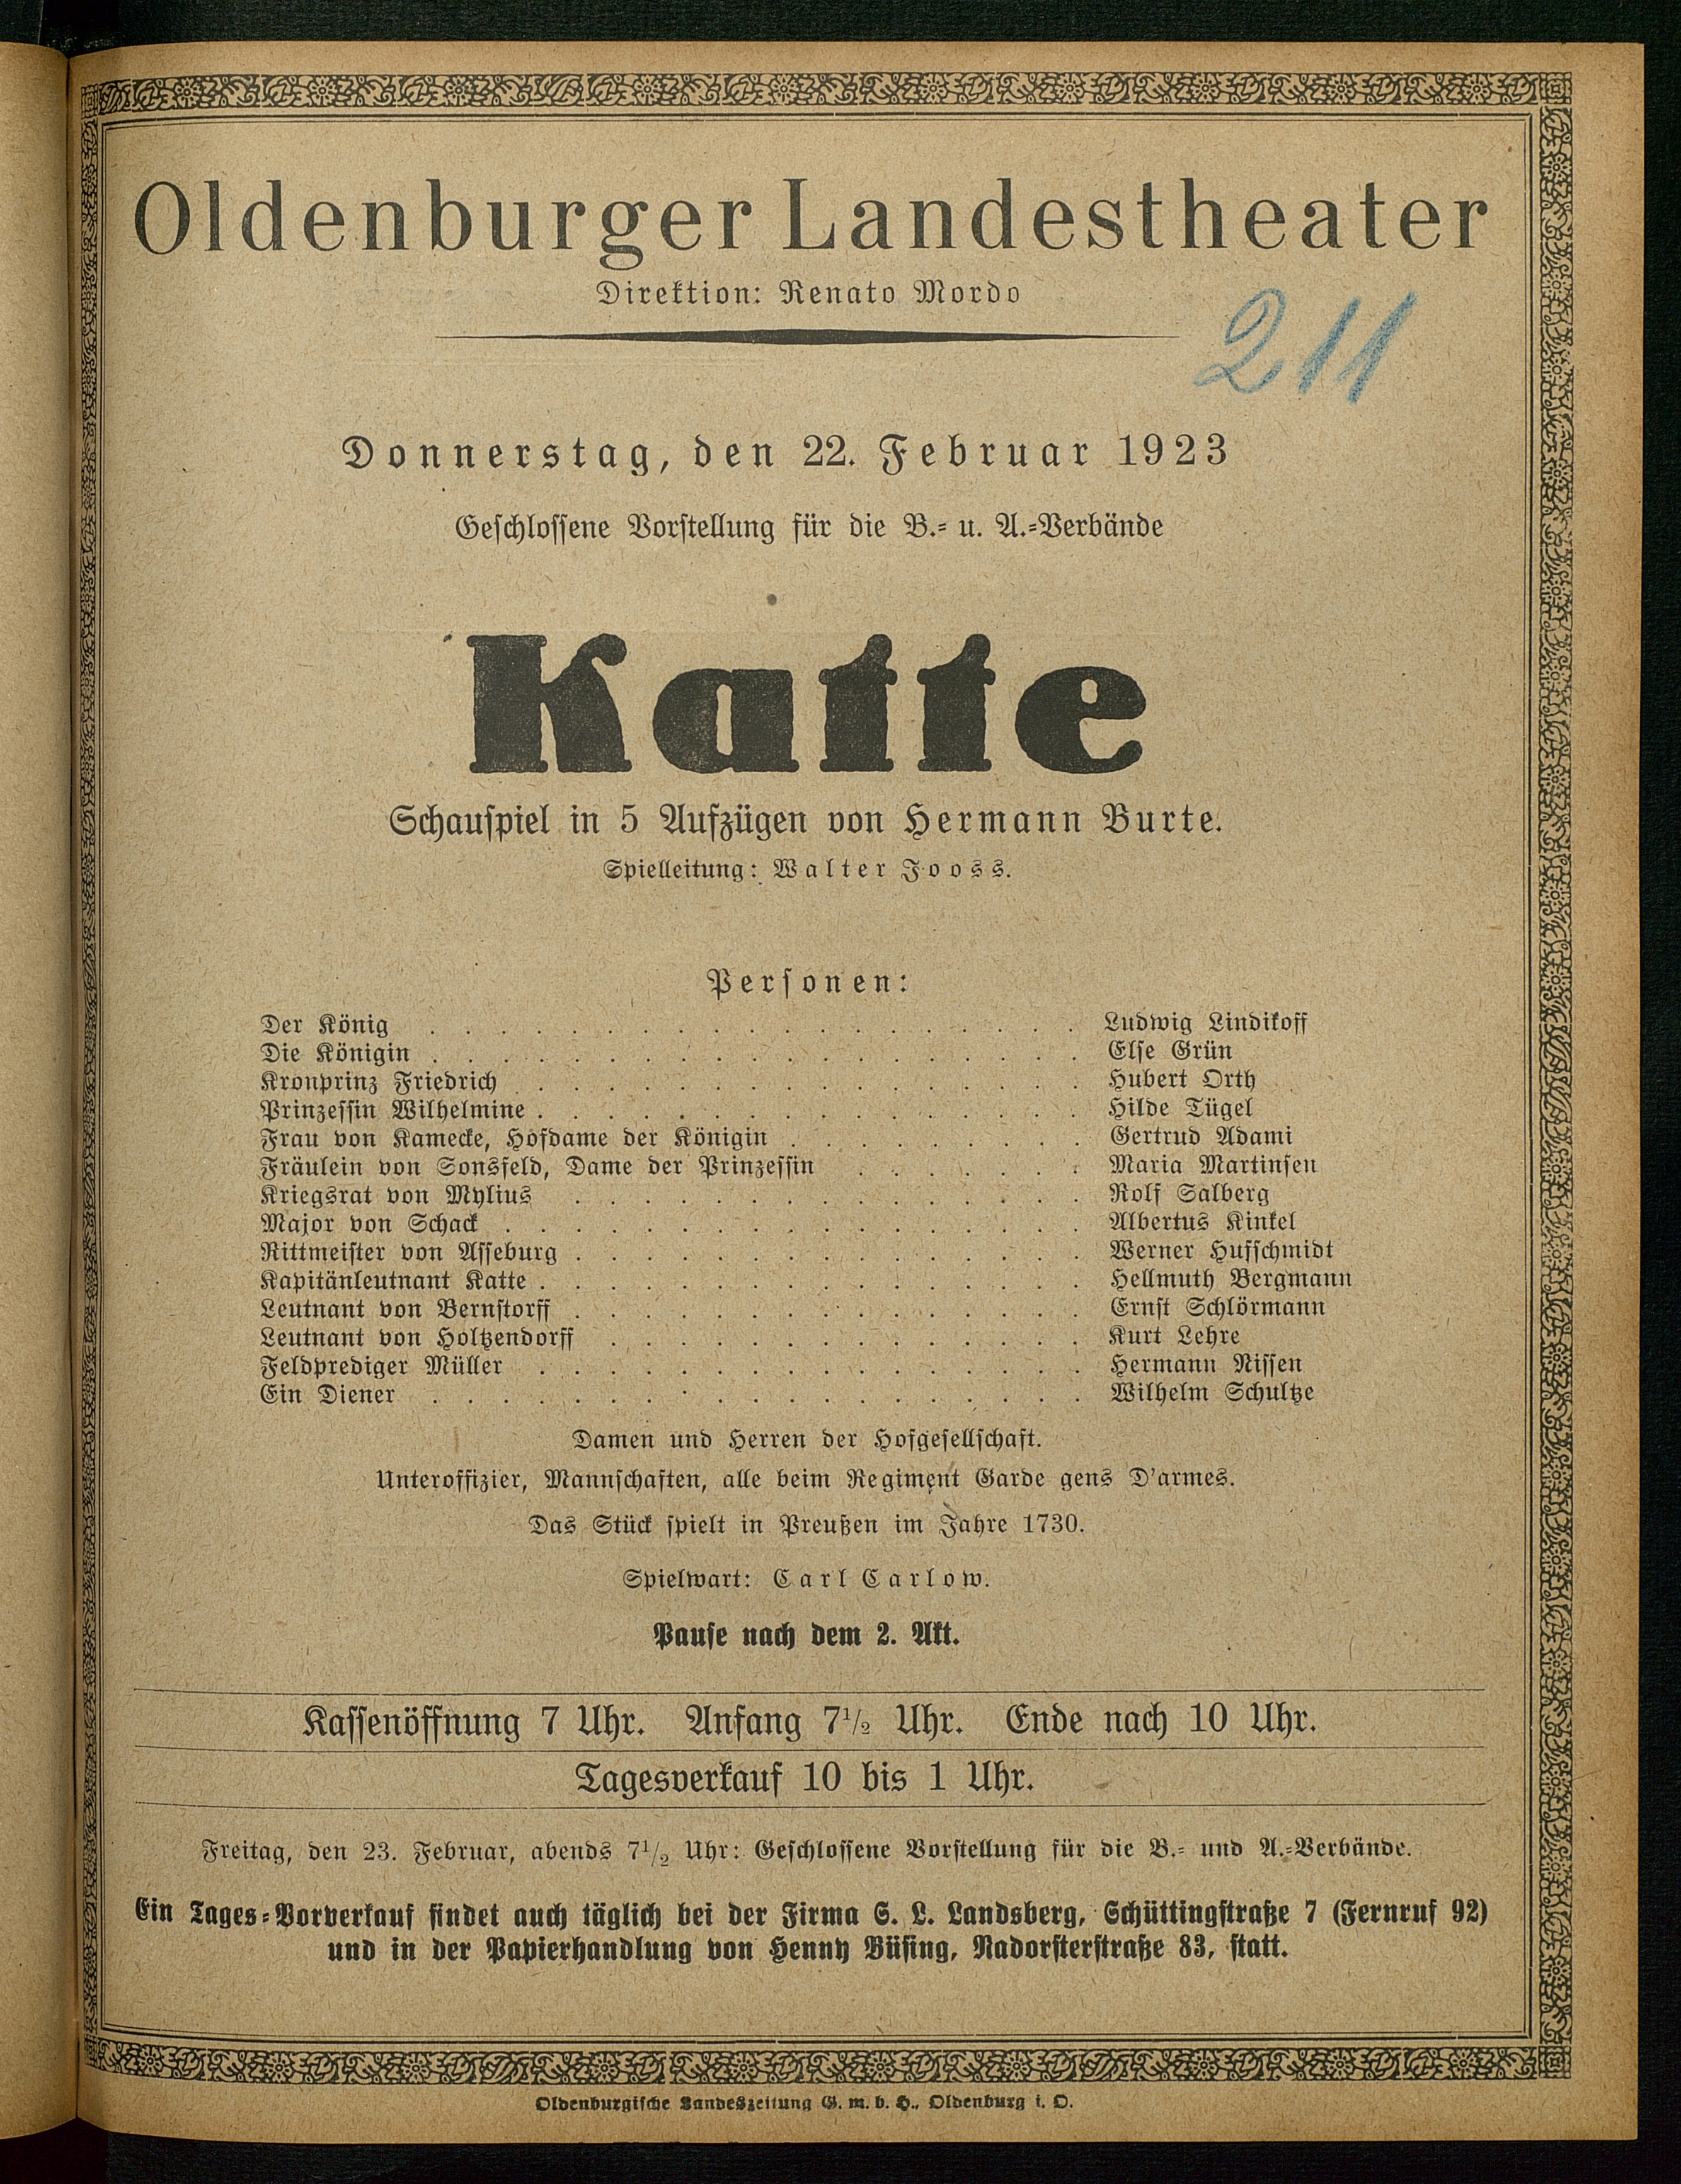 Oldenburger Landestheater
Direktion: Renato Mordo
211
Donnerstag, den 22. Februar 1923
Geschlossene Vorstellung für die B.- u. A.-Verbände
Katte
Schauspiel in 5 Aufzügen von Hermann Burte.
Spielleitung: Walter Jooss.
Personen:
Der König . . . . . . . . . . . . . . . . . . . Ludwig Lindikoff
Die Königin . . . . . . . . . . . . . . . . . . . Else Grün
Kronprinz Friedrich . . . . . . . . . . . . . . . . Hubert Orth
Prinzessin Wilhelmine . . . . . . . . . . . . . . . . Hilde Tügel
Frau von Kamecke, Hofdame der Königin . . . . . . . . . Gertrud Adami
Fräulein von Sonsfeld, Dame der Prinzessin . . . . . . . Maria Martinsen
Kriegsrat von Mylius . . . . . . . . . . . . . . . Rolf Salberg
Major von Schack . . . . . . . . . . . . . . . . . Albertus Kinkel
Rittmeister von Asseburg . . . . . . . . . . . . . . . Werner Hufschmidt
Kapitänleutnant Katte . . . . . . . . . . . . . . . . Hellmuth Bergmann
Leutnant von Bernstorff . . . . . . . . . . . . . . . Ernst Schlörmann
Leutnant von Holtzendorff . . . . . . . . . . . . . . Kurt Lehre
Feldprediger Müller . . . . . . . . . . . . . . . . Hermann Nissen
Ein Diener . . . . . . . . . . . . . . . . . . . Wilhelm Schultze
Damen und Herren der Hofgesellschaft.
Unteroffizier, Mannschaften, alle beim Regiment Garde gens D'armes.
Das Stück spielt in Preußen im Jahre 1730.
Spielwart: Carl Carlow.
Pause nach dem 2. Akt.
Kassenöffnung 7 Uhr. Anfang 7½ Uhr. Ende nach 10 Uhr.
Tagesverkauf 10 bis 1 Uhr.
Freitag, den 23. Februar, abends 7½ Uhr: Geschlossene Vorstellung für die B.- und A.-Verbände.
Ein Tages-Vorverkauf findet auch täglich bei der Firma S. L. Landsberg, Schüttingstraße 7 (Fernruf 92)
und in der Papierhandlung von Henny Büsing, Nadorsterstraße 83, statt.
Oldenburgische Landeszeitung G. m. b. H., Oldenburg i. O.